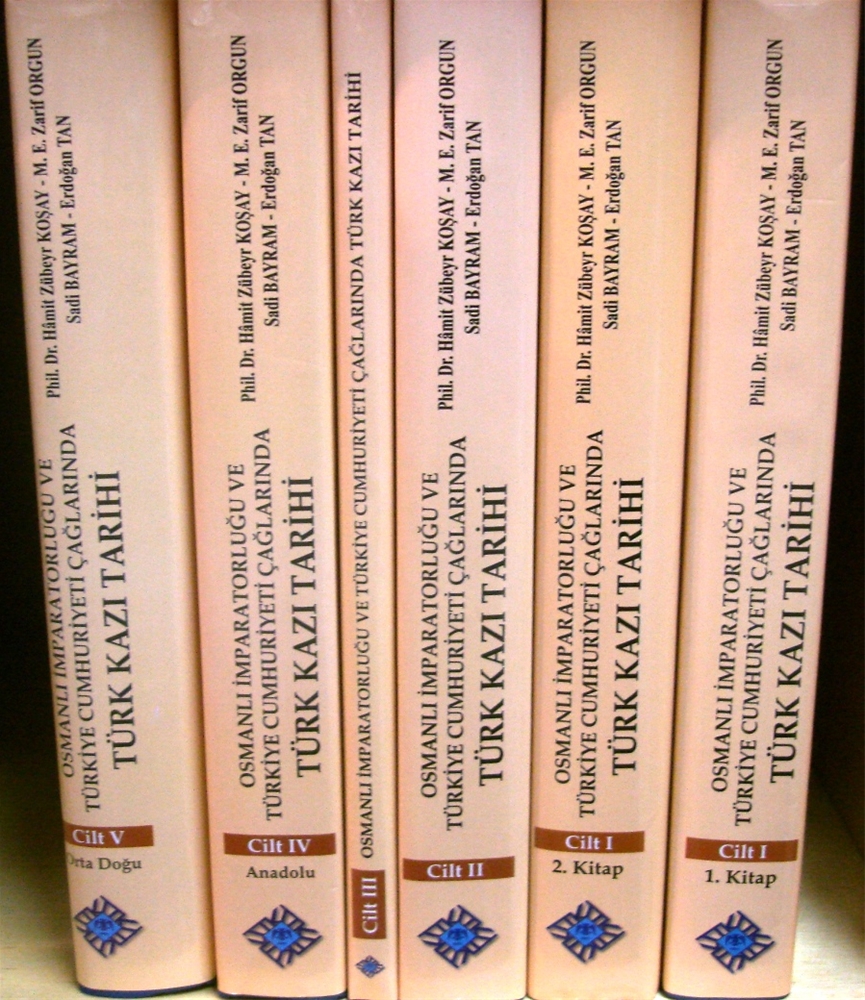 Phil. Dr. Hâmit Zübeyr KOŞAY - M. E. Zarif ORGUN
Sadi BAYRAM - Erdoğan TAN
OSMANLI İMPARATORLUĞU VE
TÜRKİYE CUMHURİYETİ ÇAĞLARINDA
TÜRK KAZI TARİHİ
Cilt V
Orta Doğu
Phil. Dr. Hâmit Zübeyr KOŞAY - M. E. Zarif ORGUN
Sadi BAYRAM - Erdoğan TAN
OSMANLI İMPARATORLUĞU VE
TÜRKİYE CUMHURİYETİ ÇAĞLARINDA
TÜRK KAZI TARİHİ
Cilt IV
Anadolu
OSMANLI İMPARATORLUĞU VE TÜRKİYE CUMHURİYETİ ÇAĞLARINDA TÜRK KAZI TARİHİ
Cilt III
Phil. Dr. Hâmit Zübeyr KOŞAY - M. E. Zarif ORGUN
Sadi BAYRAM - Erdoğan TAN
OSMANLI İMPARATORLUĞU VE
TÜRKİYE CUMHURİYETİ ÇAĞLARINDA
TÜRK KAZI TARİHİ
Cilt II
Phil. Dr. Hâmit Zübeyr KOŞAY - M. E. Zarif ORGUN
Sadi BAYRAM - Erdoğan TAN
OSMANLI İMPARATORLUĞU VE
TÜRKİYE CUMHURİYETİ ÇAĞLARINDA
TÜRK KAZI TARİHİ
Cilt I
2. Kitap
Phil. Dr. Hâmit Zübeyr KOŞAY - M. E. Zarif ORGUN
Sadi BAYRAM - Erdoğan TAN
OSMANLI İMPARATORLUĞU VE
TÜRKİYE CUMHURİYETİ ÇAĞLARINDA
TÜRK KAZI TARİHİ
Cilt I
1. Kitap